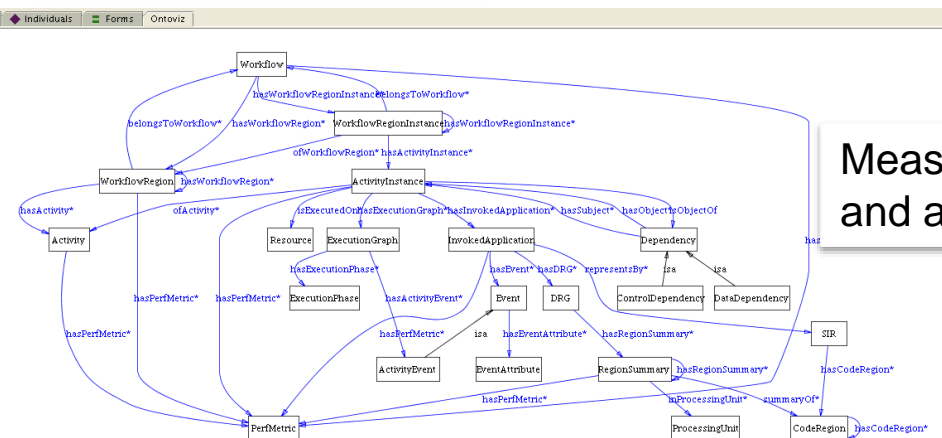 Individuals Forms Ontoviz
Workflow
hasWorkflowRegionInstance* belongsToWorkflow*
belongsToWorkflow* hasWorkflowRegion* WorkflowRegionInstance hasWorkflowRegionInstance*
ofWorkflowRegion* hasActivityInstance*
Meas
and a
WorkflowRegion hasWorkflowRegion* ActivityInstance
hasActivity* ofActivity* isExecutedOn hasExecutionGraph* hasInvokedApplication* hasSubject* hasObject isObjectOf
Activity Resource ExecutionGraph InvokedApplication Dependency has
hasExecutionPhase* hasEvent* hasDRG* representsBy* isa isa
hasPerfMetric* hasPerfMetric* ExecutionPhase hasActivityEvent* Event DRG ControlDependency DataDependency
hasPerfMetric* hasPerfMetric* isa hasEventAttribute* hasRegionSummary* SIR
ActivityEvent EventAttribute RegionSummary hasRegionSummary* hasCodeRegion*
hasPerfMetric* inProcessingUnit* summaryOf*
PerfMetric ProcessingUnit CodeRegion hasCodeRegion*